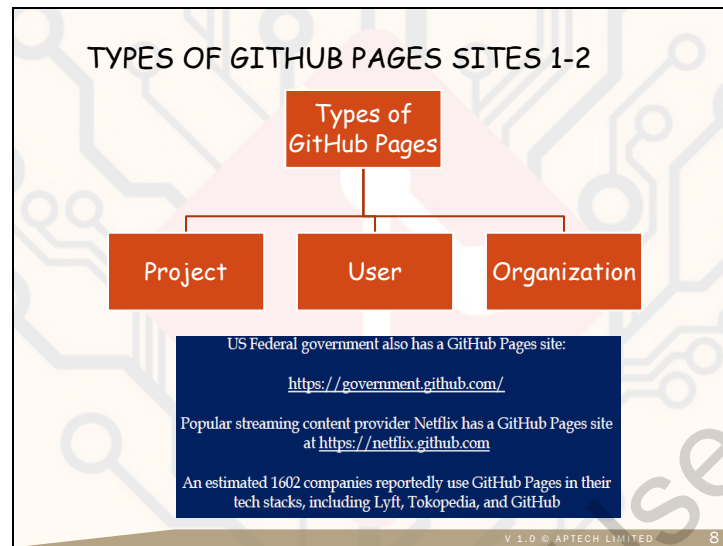 TYPES OF GITHUB PAGES SITES 1-2
Types of
GitHub Pages
Project
User
Organization
US Federal government also has a GitHub Pages site:
https://government.github.com/
Popular streaming content provider Netflix has a GitHub Pages site
at https://netflix.github.com
An estimated 1602 companies reportedly use GitHub Pages in their
tech stacks, including Lyft, Tokopedia, and GitHub
V 1.0 © APTECH LIMITED
8